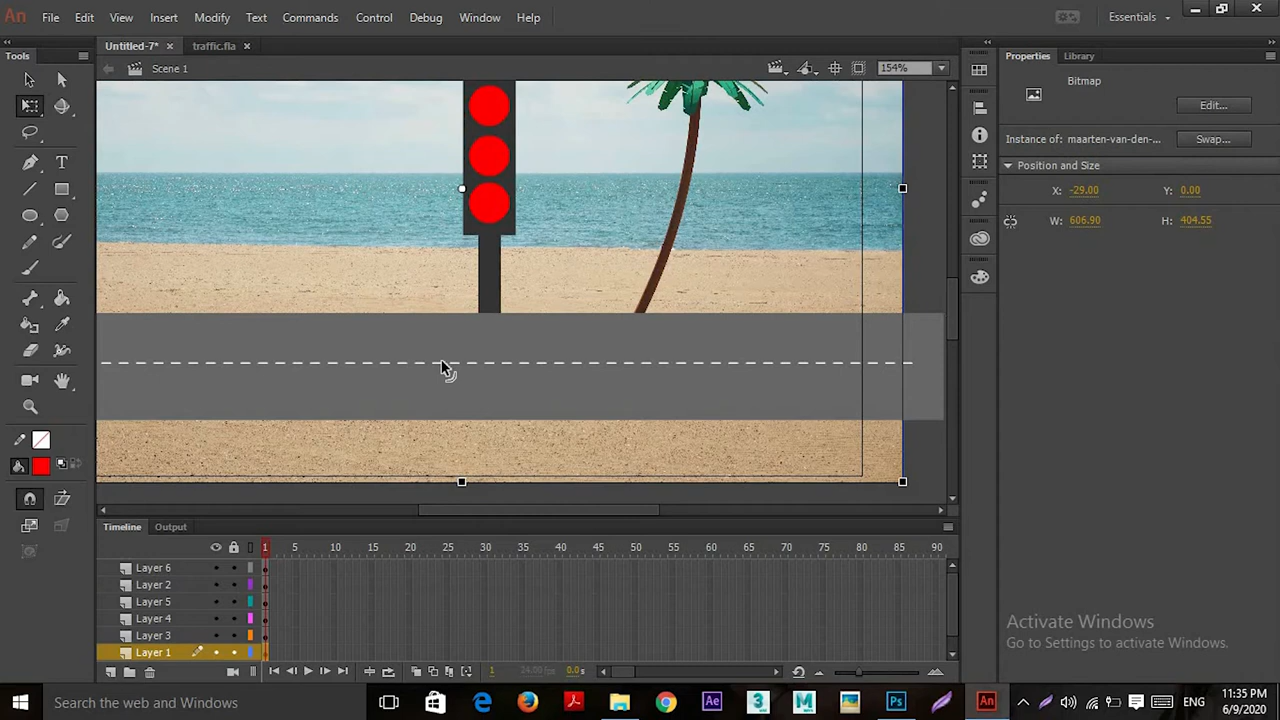 An File Edit View Insert Modify Text Commands Control Debug Window Help Essentials
Tools Untitled-7* × traffic.fla × Properties Library
Scene 1 154%
Bitmap
Edit...
Instance of: maarten-van-den-... Swap...
Position and Size
X: -29.00 Y: 0.00
W: 606.90 H: 404.55
Timeline Output
1 5 10 15 20 25 30 35 40 45 50 55 60 65 70 75 80 85 90
Layer 6
Layer 2
Layer 5
Layer 4
Layer 3
Layer 1
1 24.00 fps 0.0 s
Activate Windows
Go to Settings to activate Windows.
Search the web and Windows
Ae 3 M Ps An ENG
11:35 PM
6/9/2020